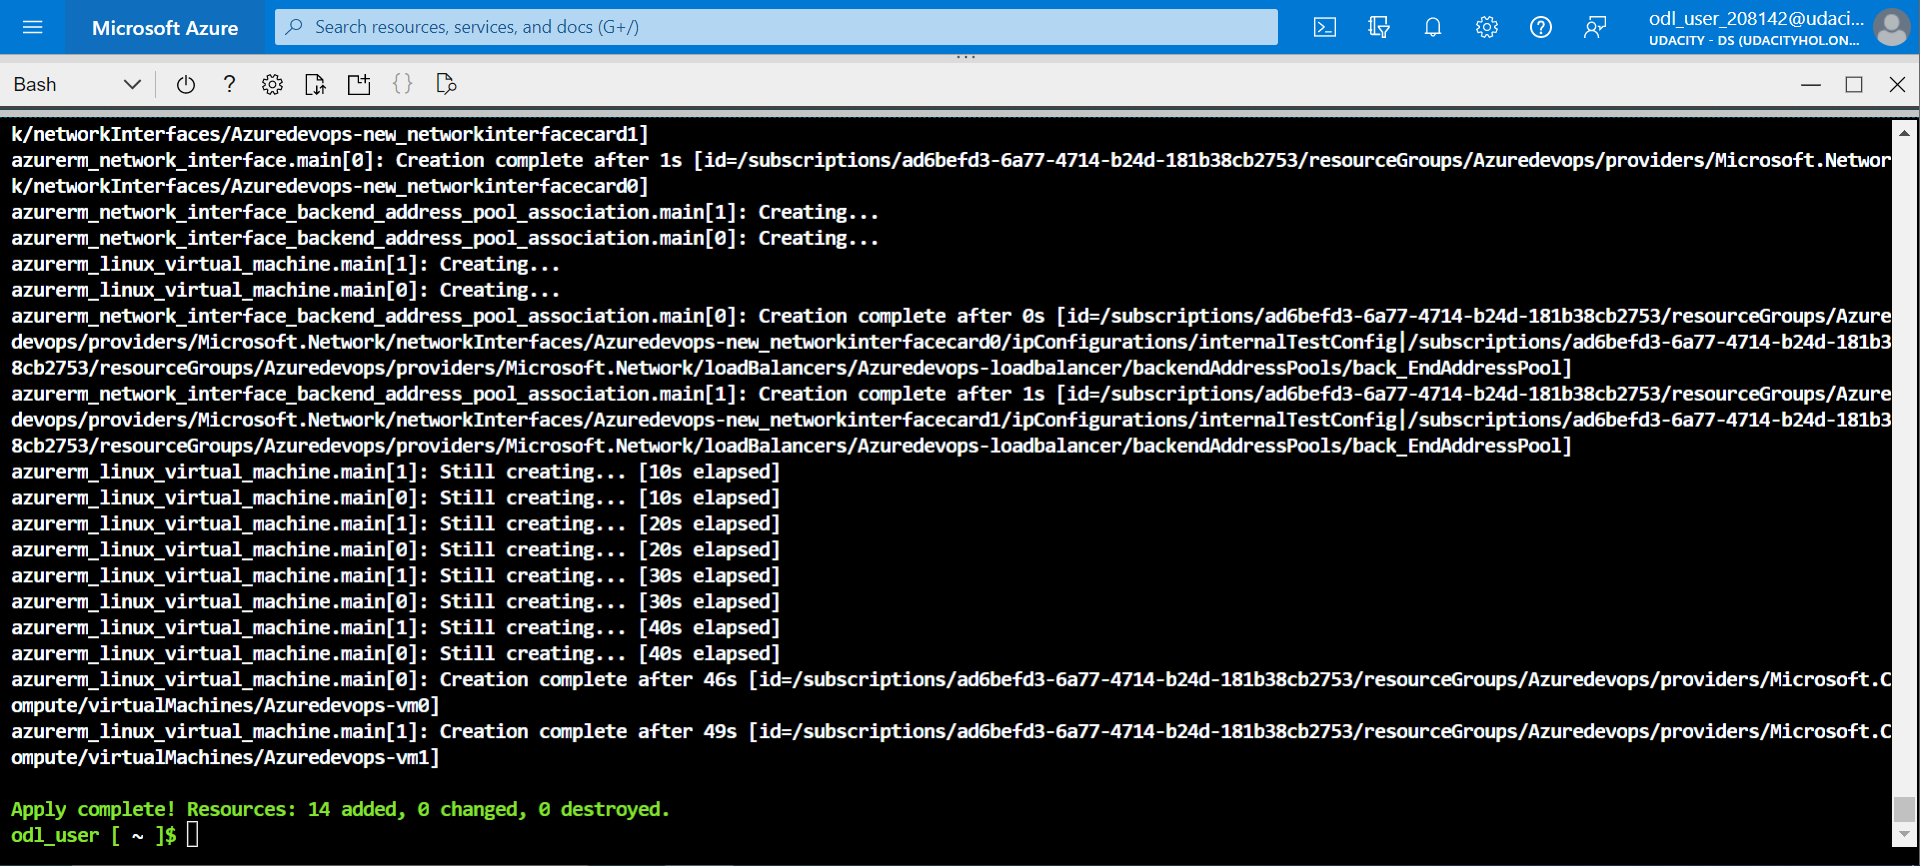 Microsoft Azure
Search resources, services, and docs (G+/)
odl_user_208142@udaci...
UDACITY - DS (UDACITYHOL.ON...
Bash
k/networkInterfaces/Azuredevops-new_networkinterfacecard1]
azurerm_network_interface.main[0]: Creation complete after 1s [id=/subscriptions/ad6befd3-6a77-4714-b24d-181b38cb2753/resourceGroups/Azuredevops/providers/Microsoft.Networ
k/networkInterfaces/Azuredevops-new_networkinterfacecard0]
azurerm_network_interface_backend_address_pool_association.main[1]: Creating...
azurerm_network_interface_backend_address_pool_association.main[0]: Creating...
azurerm_linux_virtual_machine.main[1]: Creating...
azurerm_linux_virtual_machine.main[0]: Creating...
azurerm_network_interface_backend_address_pool_association.main[0]: Creation complete after 0s [id=/subscriptions/ad6befd3-6a77-4714-b24d-181b38cb2753/resourceGroups/Azure
devops/providers/Microsoft.Network/networkInterfaces/Azuredevops-new_networkinterfacecard0/ipConfigurations/internalTestConfig|/subscriptions/ad6befd3-6a77-4714-b24d-181b3
8cb2753/resourceGroups/Azuredevops/providers/Microsoft.Network/loadBalancers/Azuredevops-loadbalancer/backendAddressPools/back_EndAddressPool]
azurerm_network_interface_backend_address_pool_association.main[1]: Creation complete after 1s [id=/subscriptions/ad6befd3-6a77-4714-b24d-181b38cb2753/resourceGroups/Azure
devops/providers/Microsoft.Network/networkInterfaces/Azuredevops-new_networkinterfacecard1/ipConfigurations/internalTestConfig|/subscriptions/ad6befd3-6a77-4714-b24d-181b3
8cb2753/resourceGroups/Azuredevops/providers/Microsoft.Network/loadBalancers/Azuredevops-loadbalancer/backendAddressPools/back_EndAddressPool]
azurerm_linux_virtual_machine.main[1]: Still creating... [10s elapsed]
azurerm_linux_virtual_machine.main[0]: Still creating... [10s elapsed]
azurerm_linux_virtual_machine.main[1]: Still creating... [20s elapsed]
azurerm_linux_virtual_machine.main[0]: Still creating... [20s elapsed]
azurerm_linux_virtual_machine.main[1]: Still creating... [30s elapsed]
azurerm_linux_virtual_machine.main[0]: Still creating... [30s elapsed]
azurerm_linux_virtual_machine.main[1]: Still creating... [40s elapsed]
azurerm_linux_virtual_machine.main[0]: Still creating... [40s elapsed]
azurerm_linux_virtual_machine.main[0]: Creation complete after 46s [id=/subscriptions/ad6befd3-6a77-4714-b24d-181b38cb2753/resourceGroups/Azuredevops/providers/Microsoft.C
ompute/virtualMachines/Azuredevops-vm0]
azurerm_linux_virtual_machine.main[1]: Creation complete after 49s [id=/subscriptions/ad6befd3-6a77-4714-b24d-181b38cb2753/resourceGroups/Azuredevops/providers/Microsoft.C
ompute/virtualMachines/Azuredevops-vm1]
Apply complete! Resources: 14 added, 0 changed, 0 destroyed.
odl_user [ ~ ]$